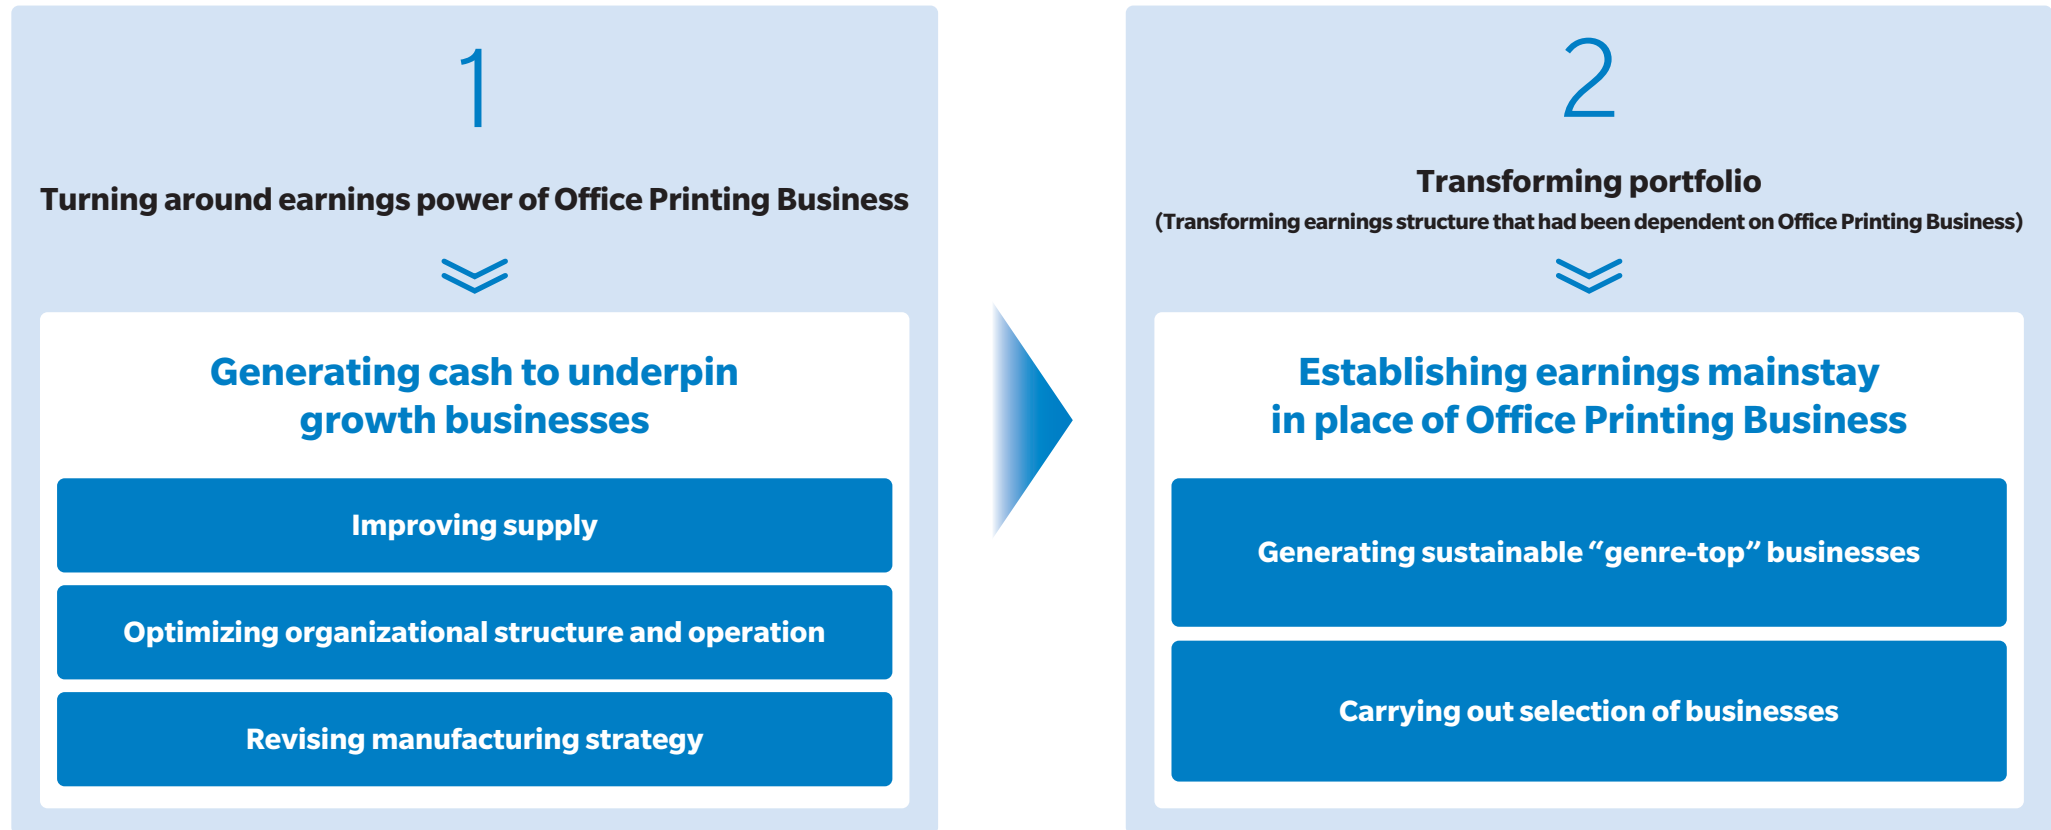 1
Turning around earnings power of Office Printing Business
Generating cash to underpin
growth businesses
Improving supply
Optimizing organizational structure and operation
Revising manufacturing strategy
2
Transforming portfolio
(Transforming earnings structure that had been dependent on Office Printing Business)
Establishing earnings mainstay
in place of Office Printing Business
Generating sustainable “genre-top” businesses
Carrying out selection of businesses